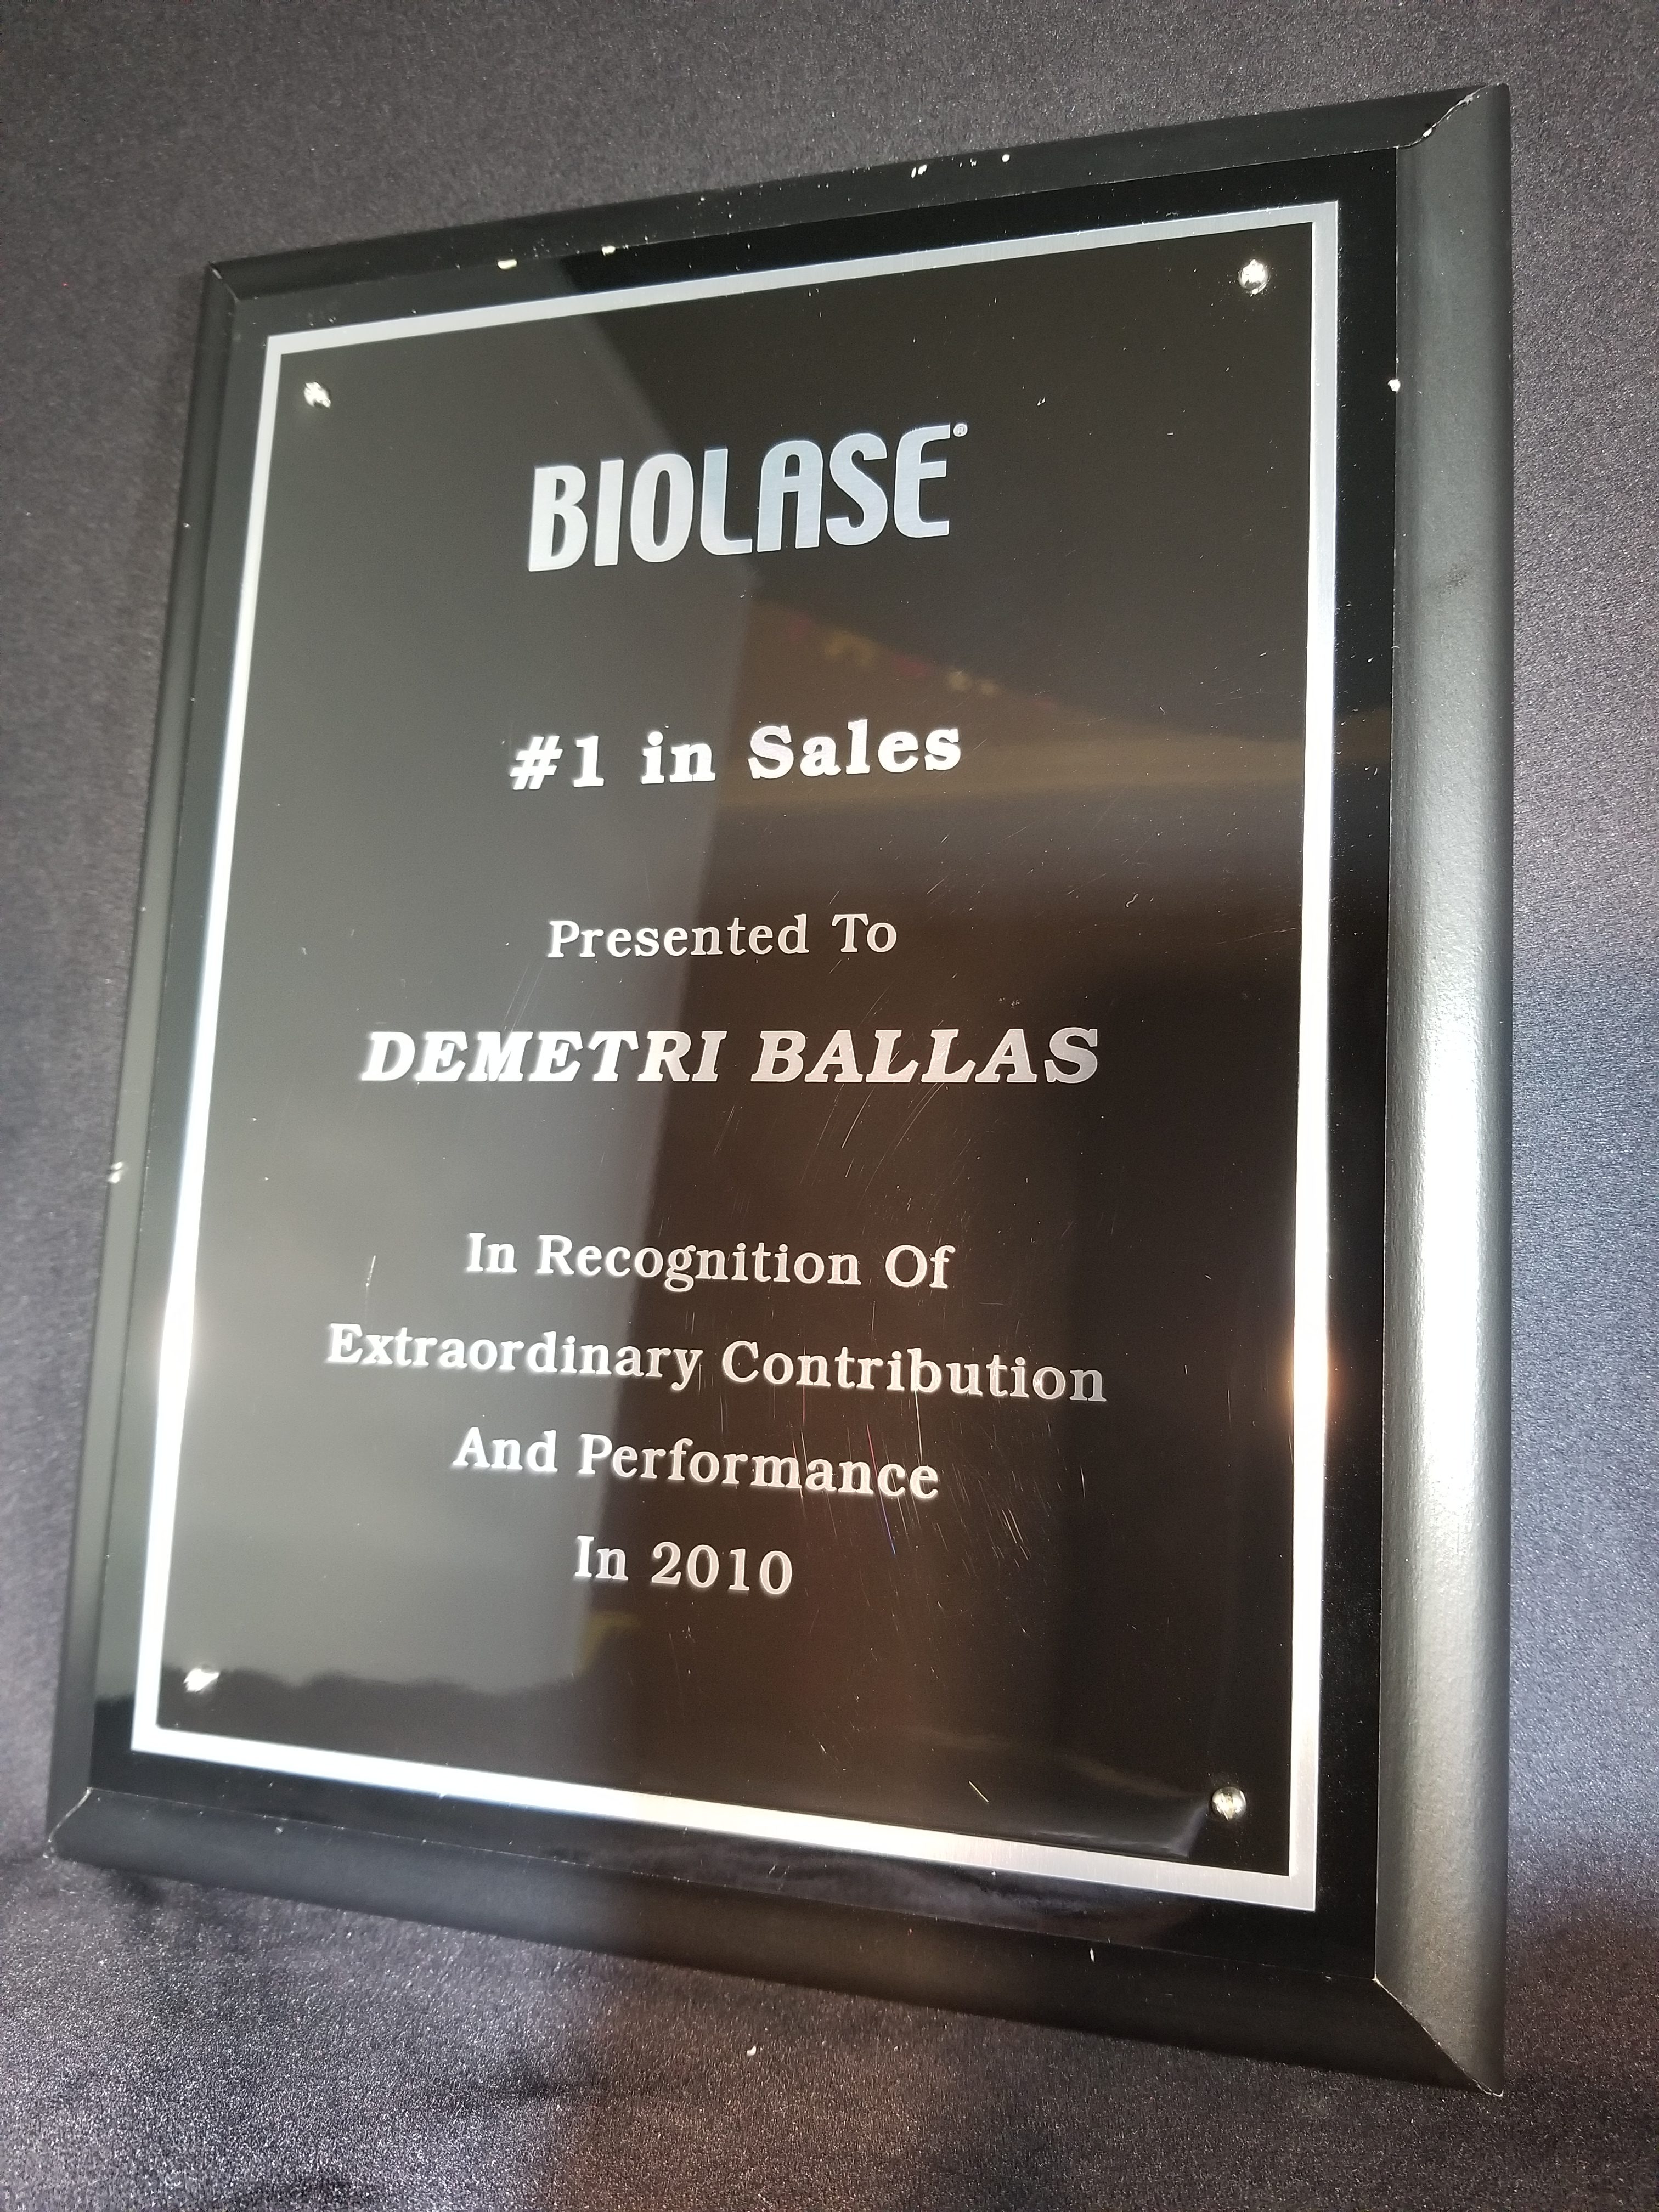 BIOLASE®
#1 in Sales
Presented To
DEMETRI BALLAS
In Recognition Of
Extraordinary Contribution
And Performance
In 2010